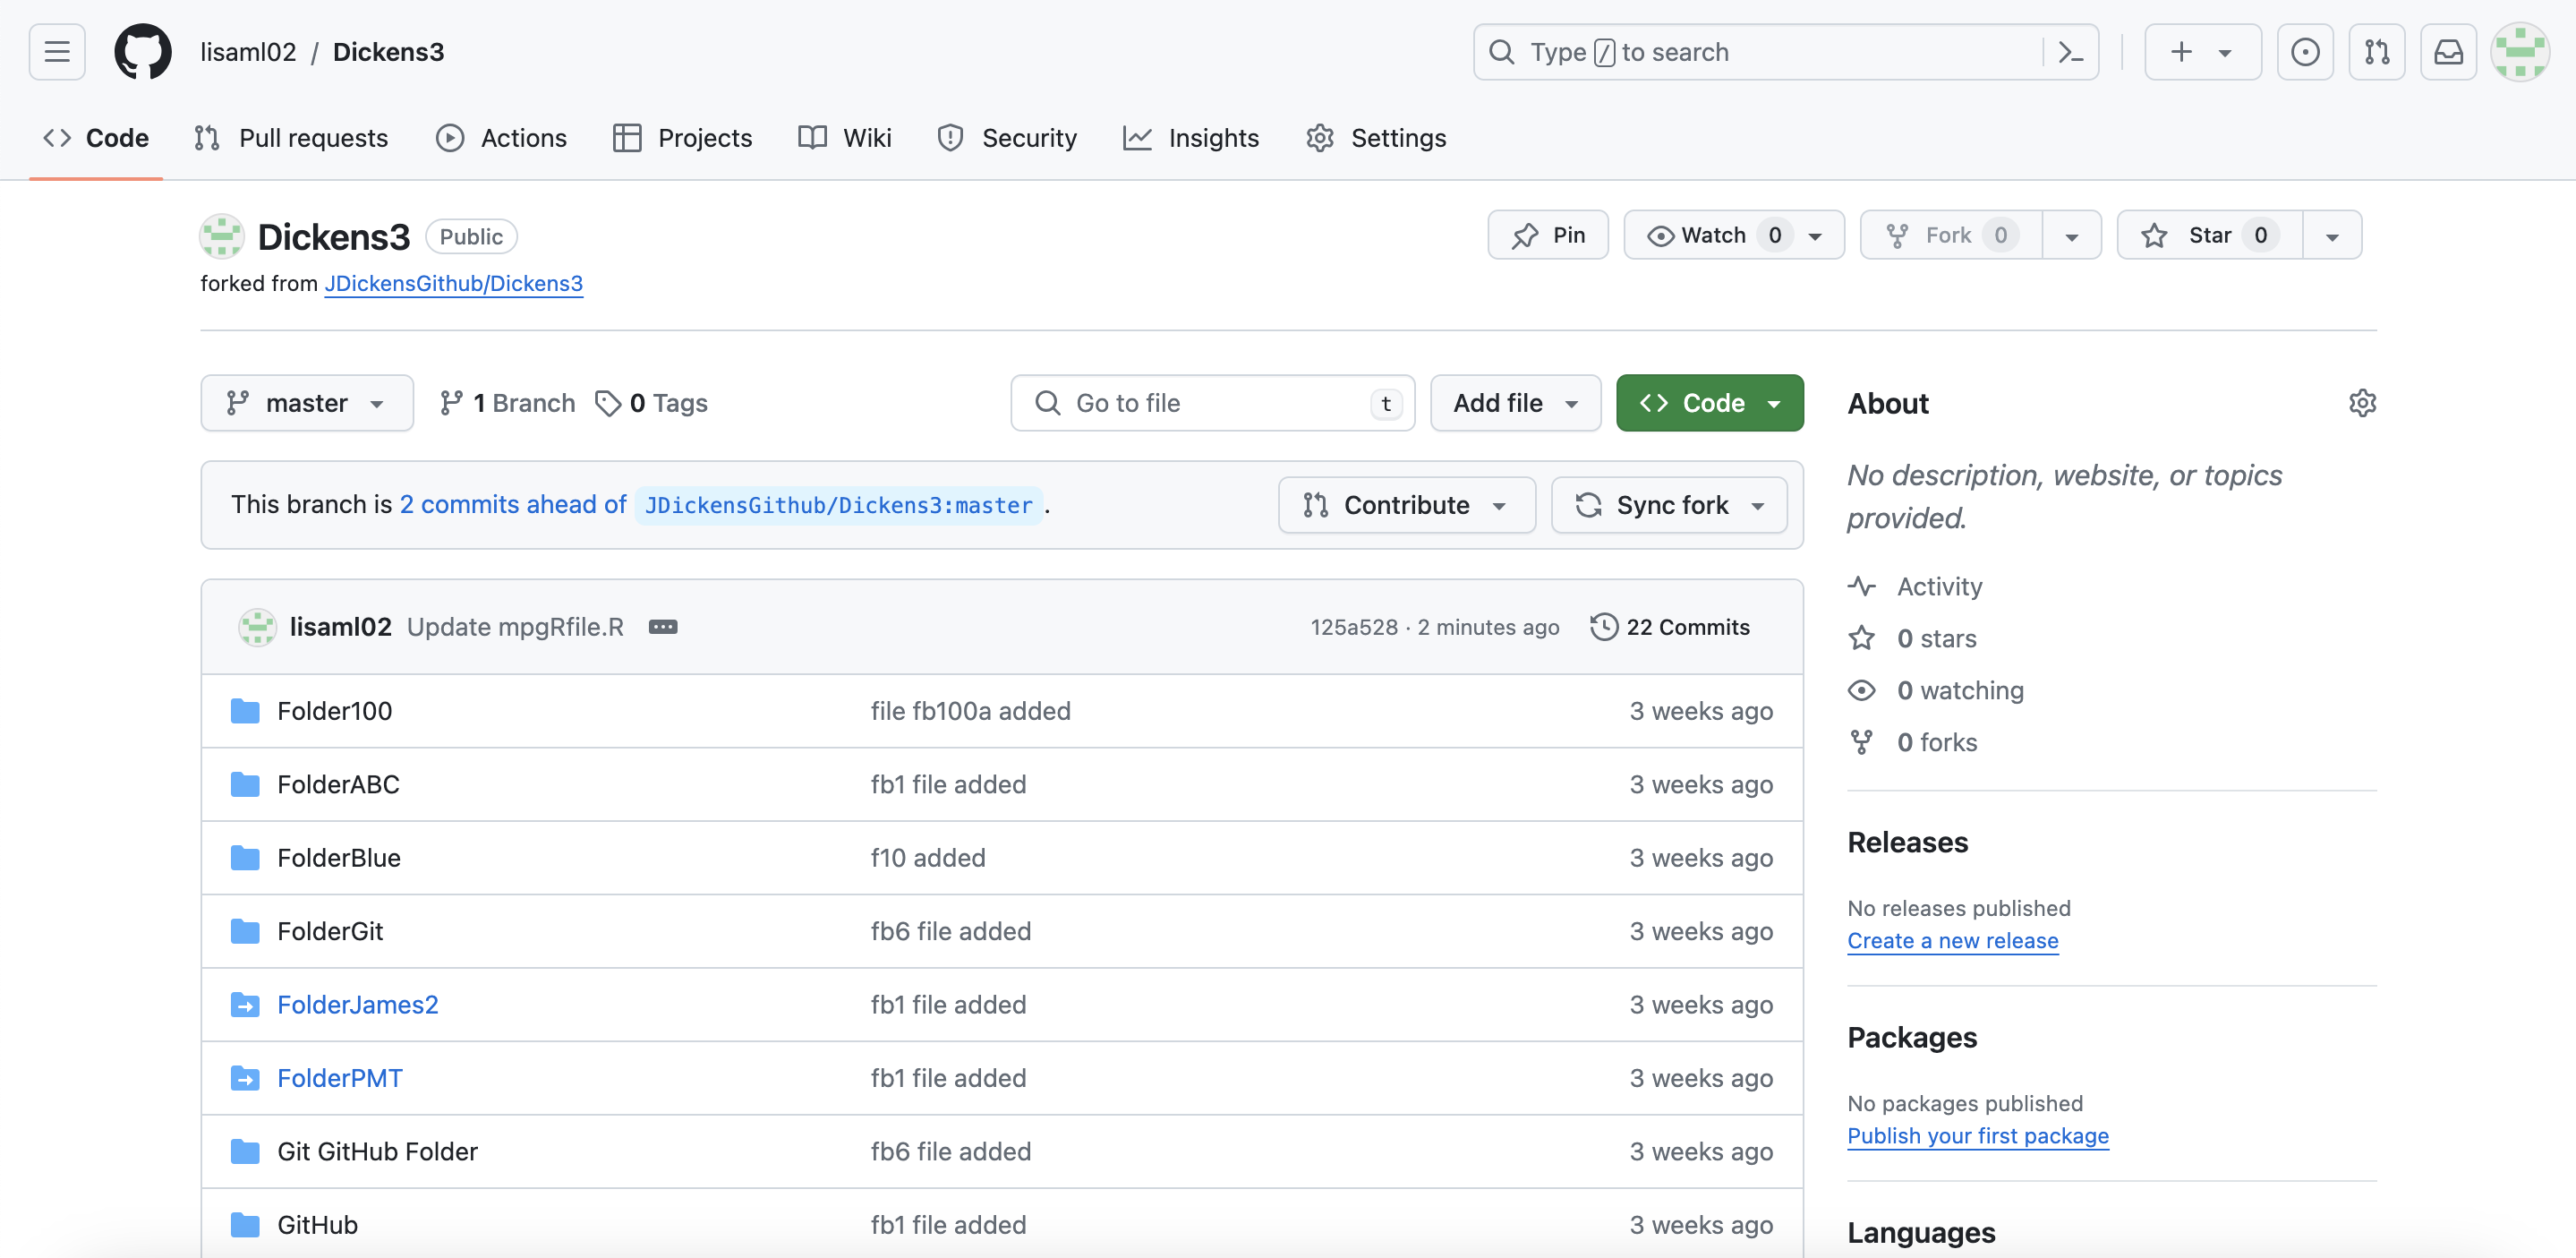 lisaml02 / Dickens3
Type / to search
Code Pull requests Actions Projects Wiki Security Insights Settings
Dickens3 Public
Pin Watch 0 Fork 0 Star 0
forked from JDickensGithub/Dickens3
master 1 Branch 0 Tags
Go to file t Add file Code
This branch is 2 commits ahead of JDickensGithub/Dickens3:master .
Contribute Sync fork
lisaml02 Update mpgRfile.R 125a528 · 2 minutes ago 22 Commits
Folder100 file fb100a added 3 weeks ago
FolderABC fb1 file added 3 weeks ago
FolderBlue f10 added 3 weeks ago
FolderGit fb6 file added 3 weeks ago
FolderJames2 fb1 file added 3 weeks ago
FolderPMT fb1 file added 3 weeks ago
Git GitHub Folder fb6 file added 3 weeks ago
GitHub fb1 file added 3 weeks ago
About
No description, website, or topics
provided.
Activity
0 stars
0 watching
0 forks
Releases
No releases published
Create a new release
Packages
No packages published
Publish your first package
Languages